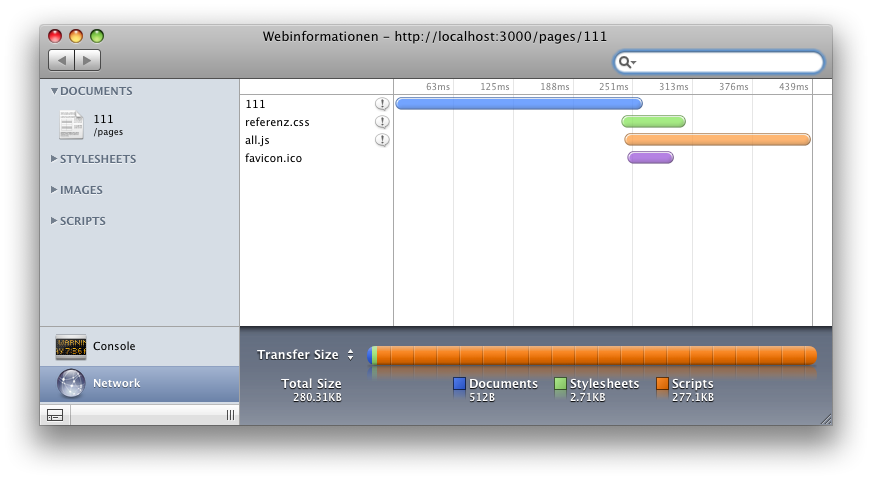 Webinformationen – http://localhost:3000/pages/111
DOCUMENTS
111
/pages
STYLESHEETS
IMAGES
SCRIPTS
63ms 125ms 188ms 251ms 313ms 376ms 439ms
111
referenz.css
all.js
favicon.ico
Console
Network
Transfer Size
Total Size
280.31KB
Documents
512B
Stylesheets
2.71KB
Scripts
277.1KB